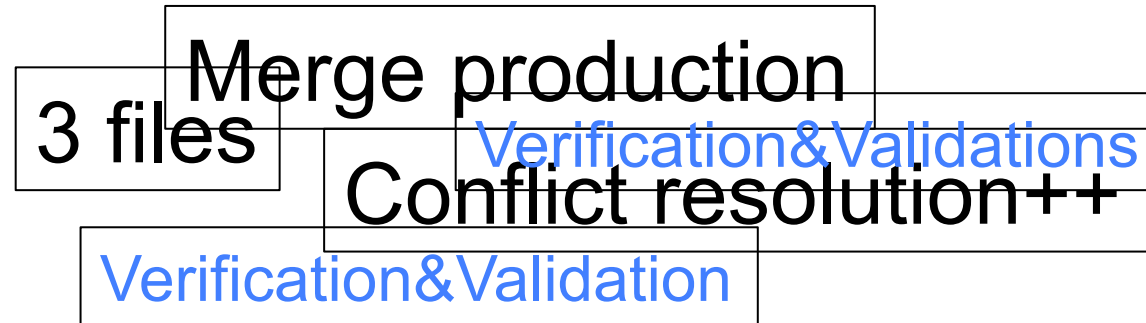 Merge production
3 files
Verification&Validations
Conflict resolution++
Verification&Validation